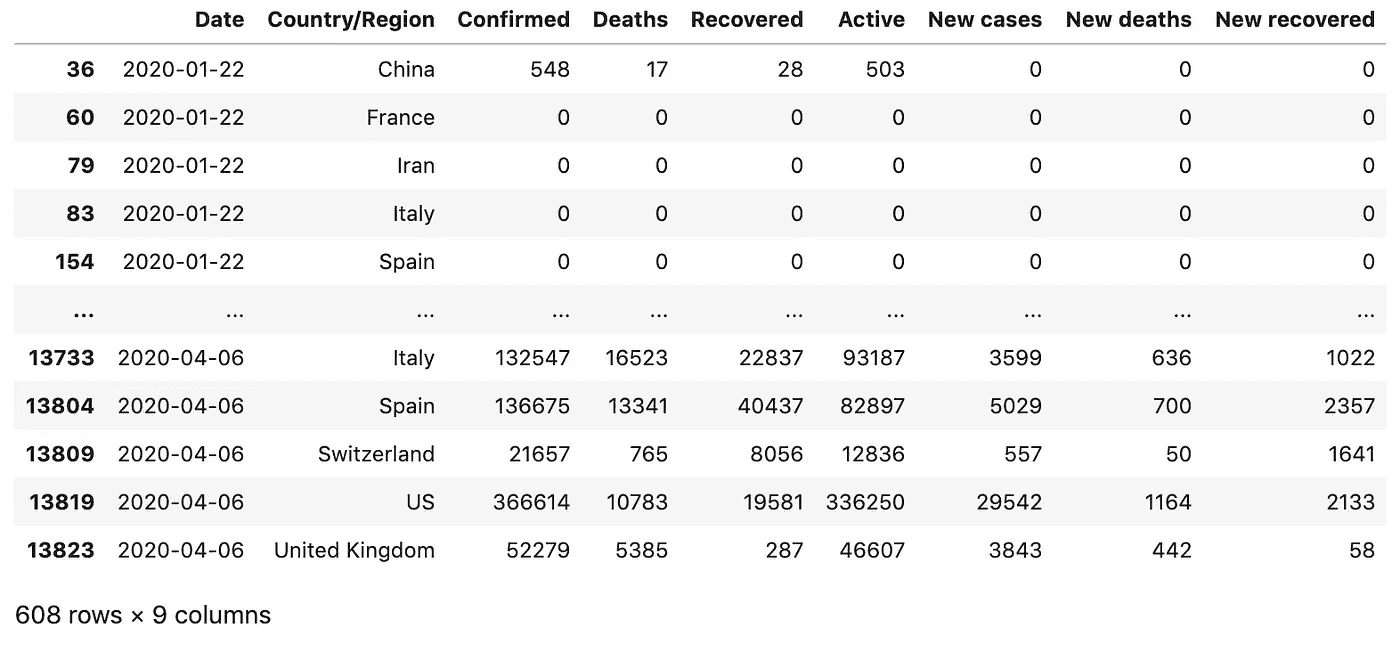 Date Country/Region Confirmed Deaths Recovered Active New cases New deaths New recovered
36 2020-01-22 China 548 17 28 503 0 0 0
60 2020-01-22 France 0 0 0 0 0 0 0
79 2020-01-22 Iran 0 0 0 0 0 0 0
83 2020-01-22 Italy 0 0 0 0 0 0 0
154 2020-01-22 Spain 0 0 0 0 0 0 0
... ... ... ... ... ... ... ... ... ...
13733 2020-04-06 Italy 132547 16523 22837 93187 3599 636 1022
13804 2020-04-06 Spain 136675 13341 40437 82897 5029 700 2357
13809 2020-04-06 Switzerland 21657 765 8056 12836 557 50 1641
13819 2020-04-06 US 366614 10783 19581 336250 29542 1164 2133
13823 2020-04-06 United Kingdom 52279 5385 287 46607 3843 442 58
608 rows × 9 columns